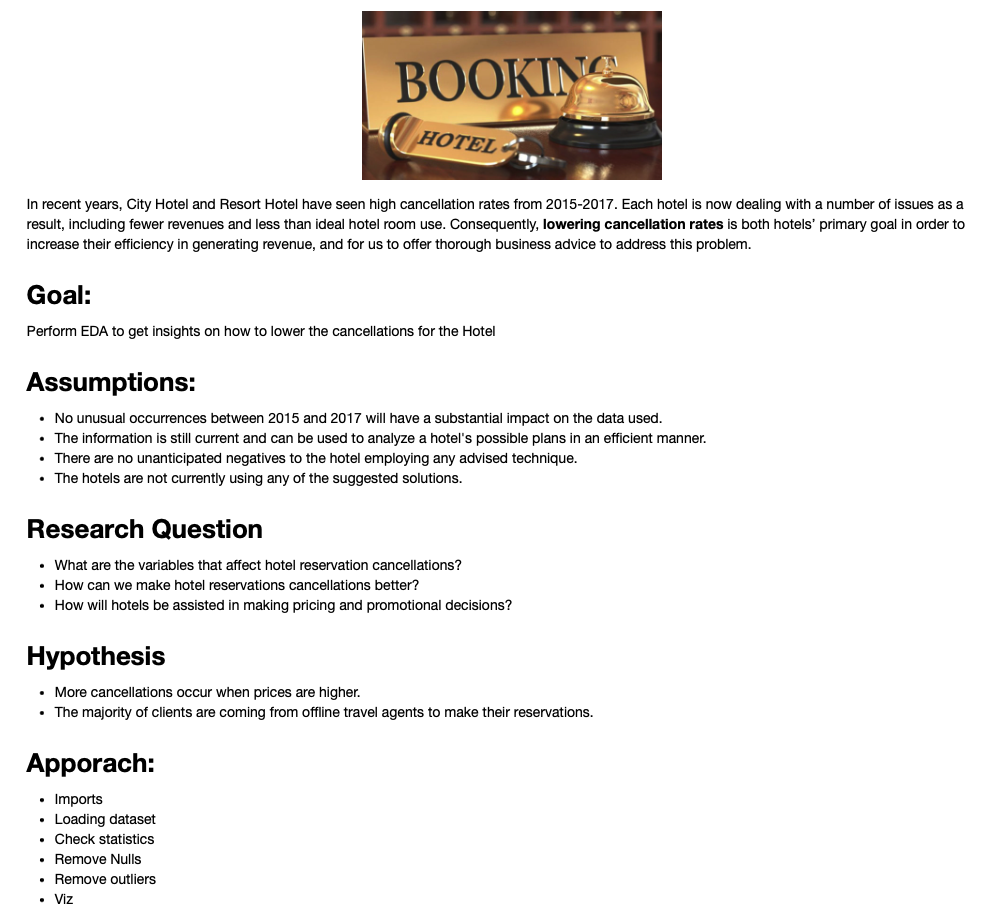 BOOKING
HOTEL
In recent years, City Hotel and Resort Hotel have seen high cancellation rates from 2015-2017. Each hotel is now dealing with a number of issues as a
result, including fewer revenues and less than ideal hotel room use. Consequently, lowering cancellation rates is both hotels’ primary goal in order to
increase their efficiency in generating revenue, and for us to offer thorough business advice to address this problem.
Goal:
Perform EDA to get insights on how to lower the cancellations for the Hotel
Assumptions:
• No unusual occurrences between 2015 and 2017 will have a substantial impact on the data used.
• The information is still current and can be used to analyze a hotel's possible plans in an efficient manner.
• There are no unanticipated negatives to the hotel employing any advised technique.
• The hotels are not currently using any of the suggested solutions.
Research Question
• What are the variables that affect hotel reservation cancellations?
• How can we make hotel reservations cancellations better?
• How will hotels be assisted in making pricing and promotional decisions?
Hypothesis
• More cancellations occur when prices are higher.
• The majority of clients are coming from offline travel agents to make their reservations.
Apporach:
• Imports
• Loading dataset
• Check statistics
• Remove Nulls
• Remove outliers
• Viz